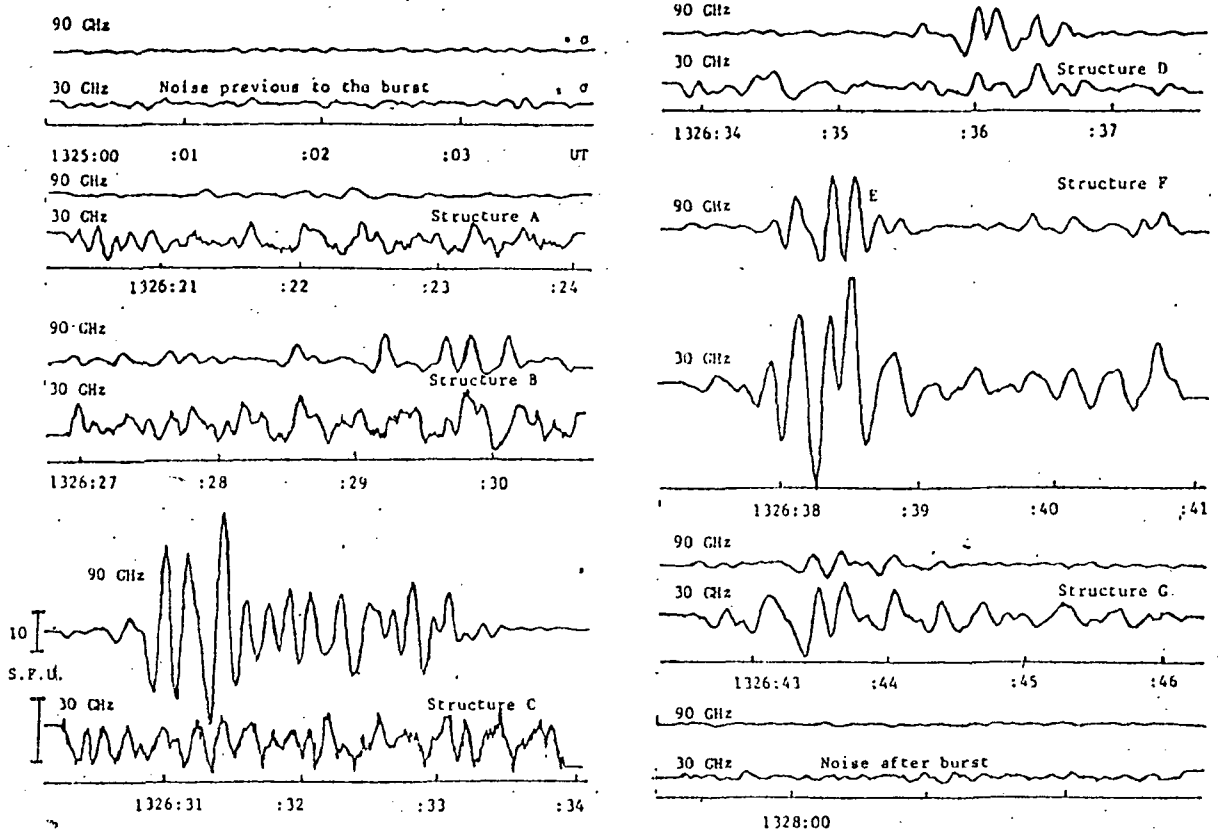 90 GHz
σ
30 GHz Noise previous to the burst σ
1325:00 :01 :02 :03 UT
90 GHz
30 GHz Structure A
1326:21 :22 :23 :24
90 GHz
Structure B
30 GHz
1326:27 :28 :29 :30
90 GHz
10
S.F.U.
30 GHz Structure C
1326:31 :32 :33 :34
90 GHz
30 GHz Structure D
1326:34 :35 :36 :37
Structure F
E
90 GHz
30 GHz
1326:38 :39 :40 :41
90 GHz
30 GHz Structure G
1326:43 :44 :45 :46
90 GHz
30 GHz Noise after burst
1328:00